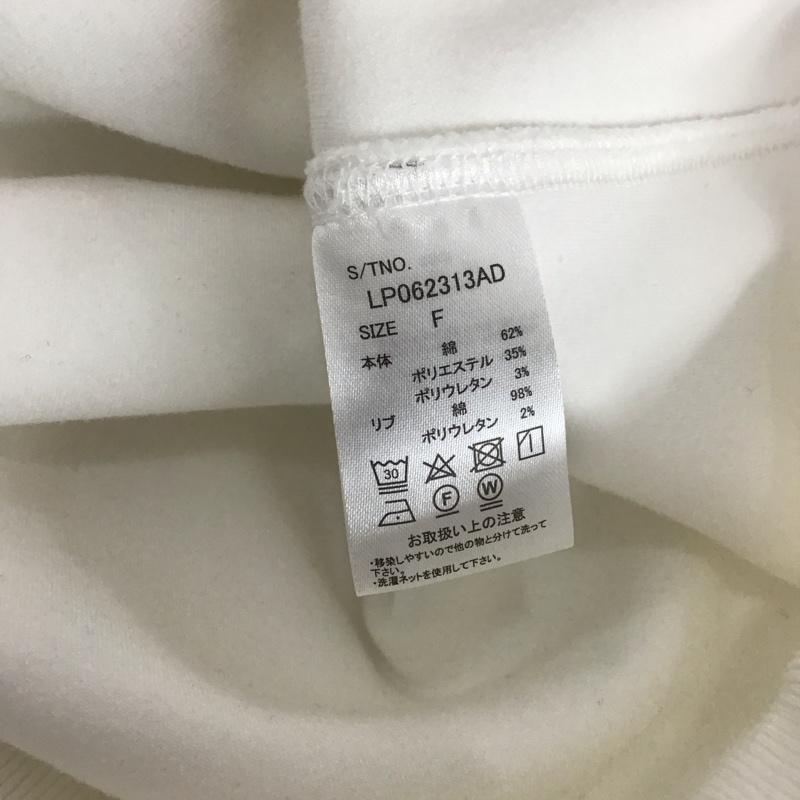 S/TNO.
LP062313AD
SIZE F
本体 綿 62%
ポリエステル 35%
ポリウレタン 3%
リブ 綿 98%
ポリウレタン 2%
30
F W
お取扱い上の注意
・移染しやすいので他の物と分けて洗って
下さい。
・洗濯ネットを使用して下さい。